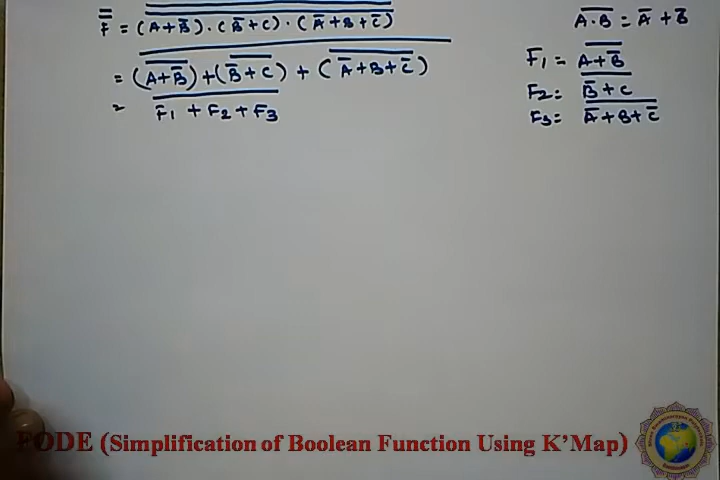 F̿ = (A+B̅)·(B̅+C)·(A̅+B+C̅)
= (A+B̅)+(B̅+C) + (A̅+B+C̅)
= F1 + F2 + F3
A·B = A̅ + B̅
F1 = A+B̅
F2 = B̅+C
F3 = A̅+B+C̅
FODE (Simplification of Boolean Function Using K'Map)